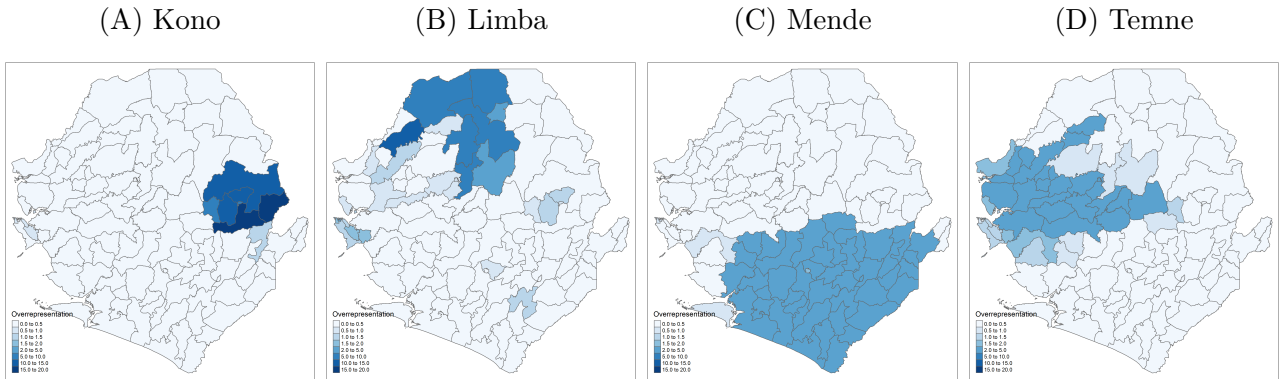 (A) Kono
(B) Limba
(C) Mende
(D) Temne
Overrepresentation
0.0 to 0.5
0.5 to 1.0
1.0 to 1.5
1.5 to 2.0
2.0 to 5.0
5.0 to 10.0
10.0 to 15.0
15.0 to 20.0
Overrepresentation
0.0 to 0.5
0.5 to 1.0
1.0 to 1.5
1.5 to 2.0
2.0 to 5.0
5.0 to 10.0
10.0 to 15.0
15.0 to 20.0
Overrepresentation
0.0 to 0.5
0.5 to 1.0
1.0 to 1.5
1.5 to 2.0
2.0 to 5.0
5.0 to 10.0
10.0 to 15.0
15.0 to 20.0
Overrepresentation
0.0 to 0.5
0.5 to 1.0
1.0 to 1.5
1.5 to 2.0
2.0 to 5.0
5.0 to 10.0
10.0 to 15.0
15.0 to 20.0